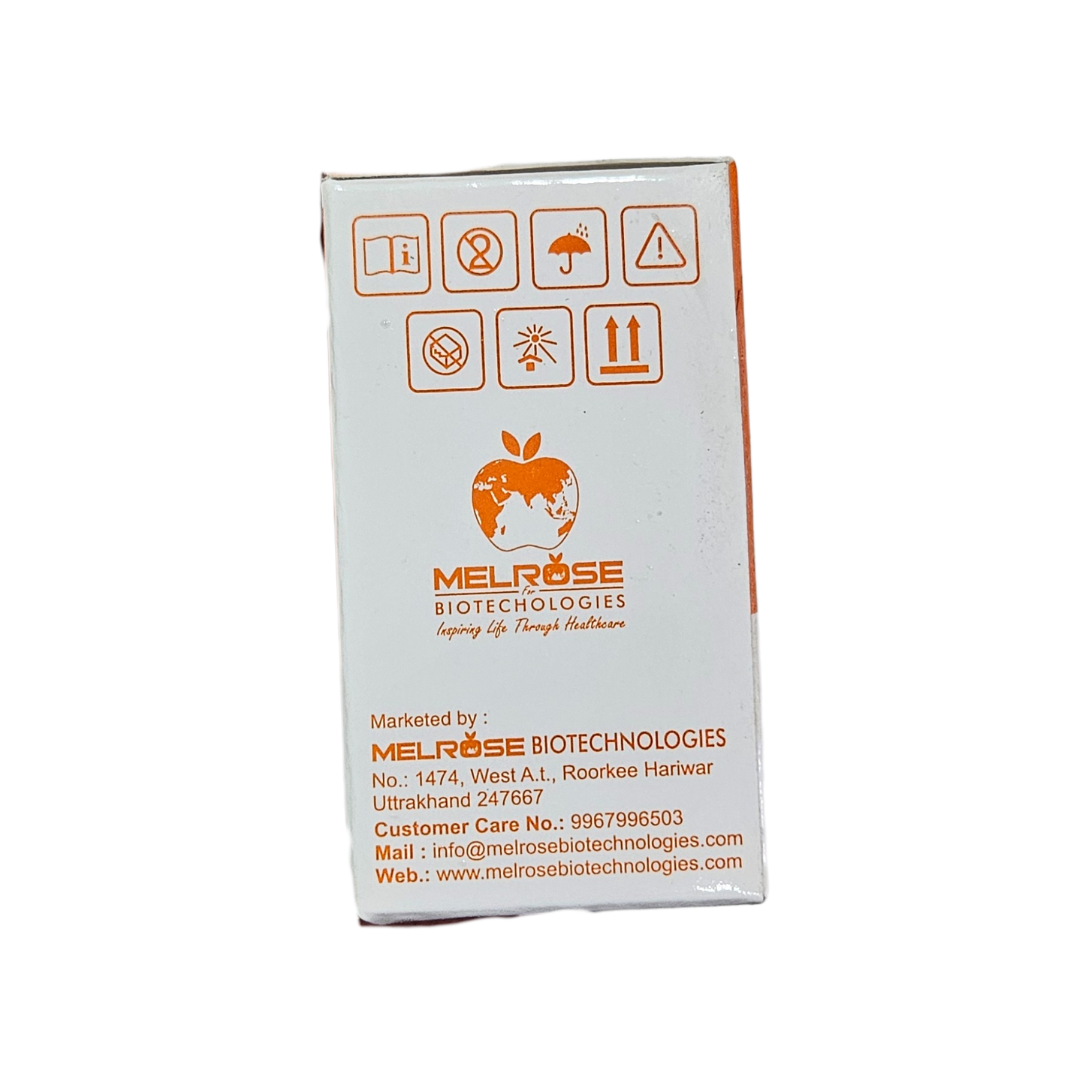 MELROSE
For
BIOTECHOLOGIES
Inspiring Life Through Healthcare
Marketed by :
MELROSE BIOTECHNOLOGIES
No.: 1474, West A.t., Roorkee Hariwar
Uttrakhand 247667
Customer Care No.: 9967996503
Mail : info@melrosebiotechnologies.com
Web.: www.melrosebiotechnologies.com